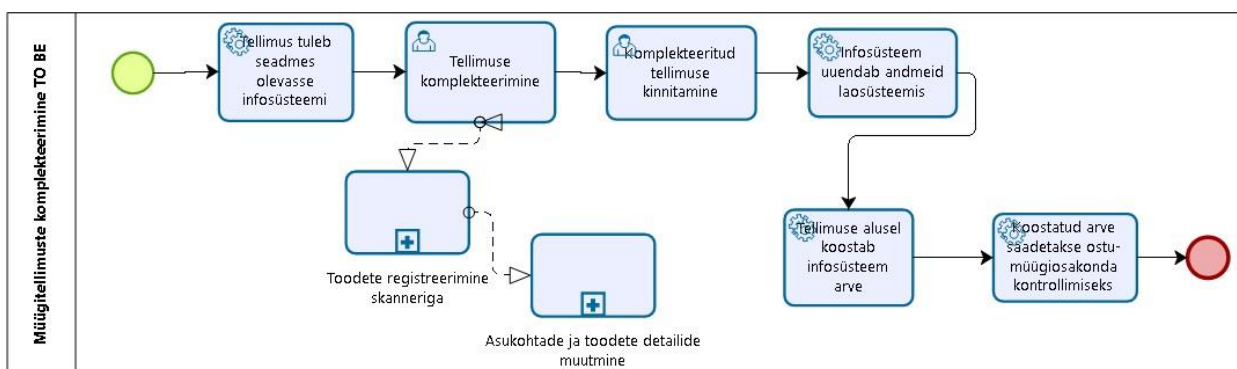 Müügitellimuste komplekteerimine TO BE
Tellimus tuleb
seadmes
olevasse
infosüsteemi
Tellimuse
komplekteerimine
Komplekteeritud
tellimuse
kinnitamine
Infosüsteem
uuendab andmeid
laosüsteemis
Toodete registreerimine
skanneriga
Asukohtade ja toodete detailide
muutmine
Tellimuse alusel
koostab
infosüsteem
arve
Koostatud arve
saadetakse ostu-
müügiosakonda
kontrollimiseks